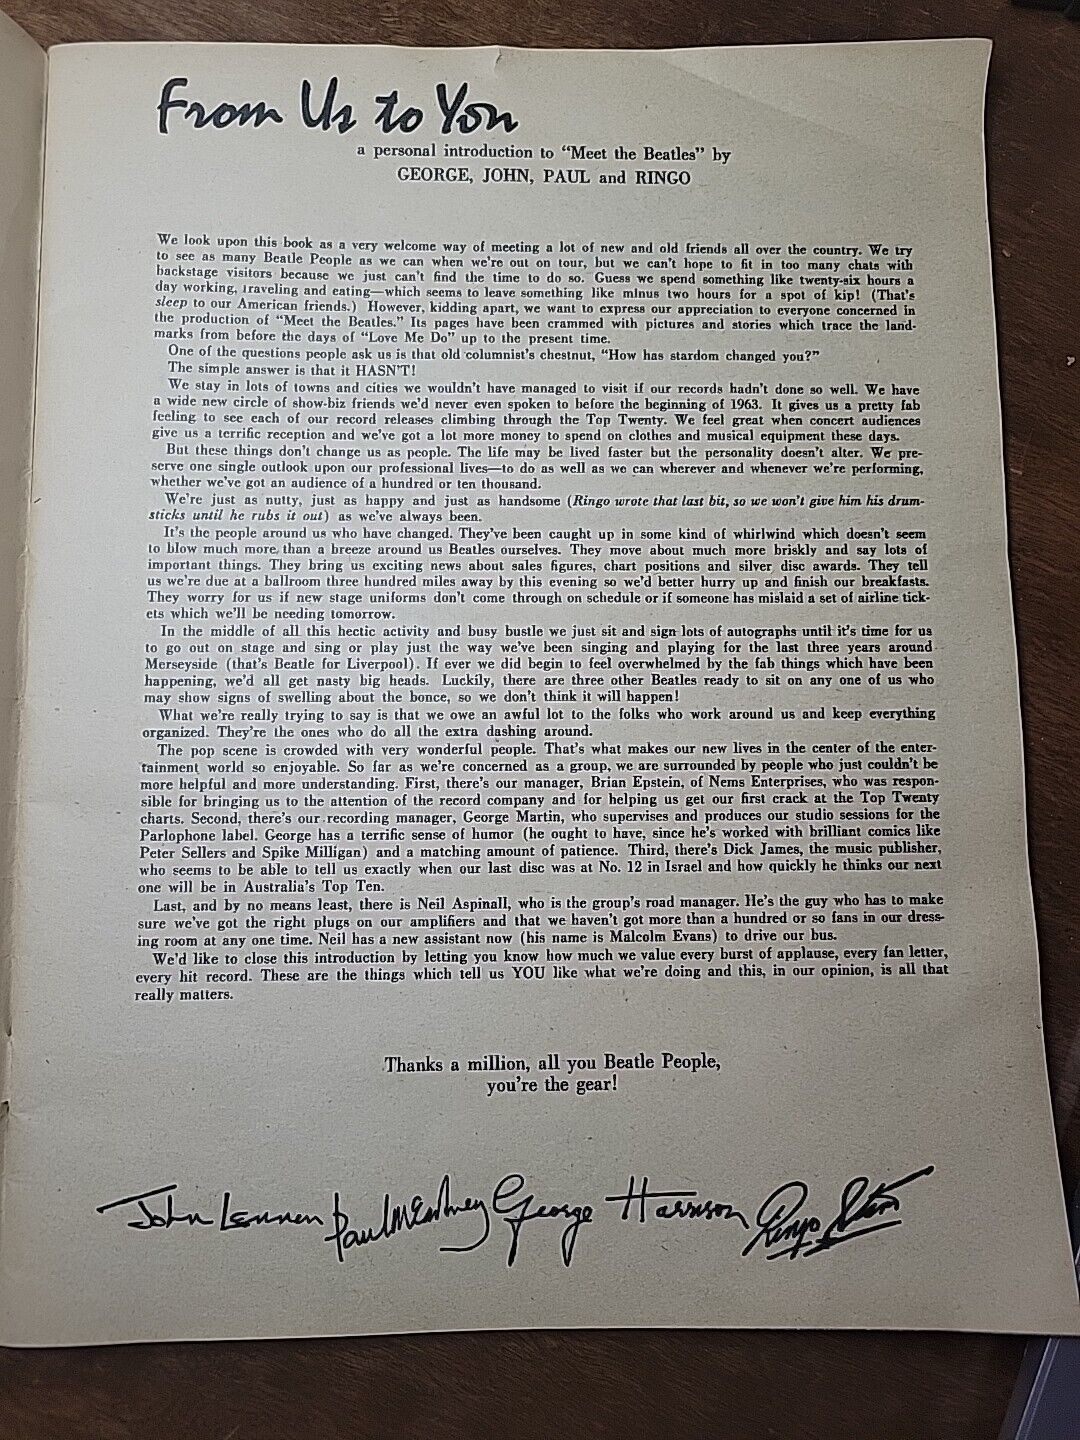 From Us to You
a personal introduction to "Meet the Beatles" by
GEORGE, JOHN, PAUL and RINGO
We look upon this book as a very welcome way of meeting a lot of new and old friends all over the country. We try
to see as many Beatle People as we can when we're out on tour, but we can't hope to fit in too many chats with
backstage visitors because we just can't find the time to do so. Guess we spend something like twenty-six hours a
day working, traveling and eating—which seems to leave something like minus two hours for a spot of kip! (That's
sleep to our American friends.) However, kidding apart, we want to express our appreciation to everyone concerned in
the production of "Meet the Beatles." Its pages have been crammed with pictures and stories which trace the land-
marks from before the days of "Love Me Do" up to the present time.
One of the questions people ask us is that old columnist's chestnut, "How has stardom changed you?"
The simple answer is that it HASN'T!
We stay in lots of towns and cities we wouldn't have managed to visit if our records hadn't done so well. We have
a wide new circle of show-biz friends we'd never even spoken to before the beginning of 1963. It gives us a pretty fab
feeling to see each of our record releases climbing through the Top Twenty. We feel great when concert audiences
give us a terrific reception and we've got a lot more money to spend on clothes and musical equipment these days.
But these things don't change us as people. The life may be lived faster but the personality doesn't alter. We pre-
serve one single outlook upon our professional lives—to do as well as we can wherever and whenever we're performing,
whether we've got an audience of a hundred or ten thousand.
We're just as nutty, just as happy and just as handsome (Ringo wrote that last bit, so we won't give him his drum-
sticks until he rubs it out) as we've always been.
It's the people around us who have changed. They've been caught up in some kind of whirlwind which doesn't seem
to blow much more than a breeze around us Beatles ourselves. They move about much more briskly and say lots of
important things. They bring us exciting news about sales figures, chart positions and silver disc awards. They tell
us we're due at a ballroom three hundred miles away by this evening so we'd better hurry up and finish our breakfasts.
They worry for us if new stage uniforms don't come through on schedule or if someone has mislaid a set of airline tick-
ets which we'll be needing tomorrow.
In the middle of all this hectic activity and busy bustle we just sit and sign lots of autographs until it's time for us
to go out on stage and sing or play just the way we've been singing and playing for the last three years around
Merseyside (that's Beatle for Liverpool). If ever we did begin to feel overwhelmed by the fab things which have been
happening, we'd all get nasty big heads. Luckily, there are three other Beatles ready to sit on any one of us who
may show signs of swelling about the bonce, so we don't think it will happen!
What we're really trying to say is that we owe an awful lot to the folks who work around us and keep everything
organized. They're the ones who do all the extra dashing around.
The pop scene is crowded with very wonderful people. That's what makes our new lives in the center of the enter-
tainment world so enjoyable. So far as we're concerned as a group, we are surrounded by people who just couldn't be
more helpful and more understanding. First, there's our manager, Brian Epstein, of Nems Enterprises, who was respon-
sible for bringing us to the attention of the record company and for helping us get our first crack at the Top Twenty
charts. Second, there's our recording manager, George Martin, who supervises and produces our studio sessions for the
Parlophone label. George has a terrific sense of humor (he ought to have, since he's worked with brilliant comics like
Peter Sellers and Spike Milligan) and a matching amount of patience. Third, there's Dick James, the music publisher,
who seems to be able to tell us exactly when our last disc was at No. 12 in Israel and how quickly he thinks our next
one will be in Australia's Top Ten.
Last, and by no means least, there is Neil Aspinall, who is the group's road manager. He's the guy who has to make
sure we've got the right plugs on our amplifiers and that we haven't got more than a hundred or so fans in our dress-
ing room at any one time. Neil has a new assistant now (his name is Malcolm Evans) to drive our bus.
We'd like to close this introduction by letting you know how much we value every burst of applause, every fan letter,
every hit record. These are the things which tell us YOU like what we're doing and this, in our opinion, is all that
really matters.
Thanks a million, all you Beatle People,
you're the gear!
John Lennon Paul McCartney George Harrison Ringo Starr